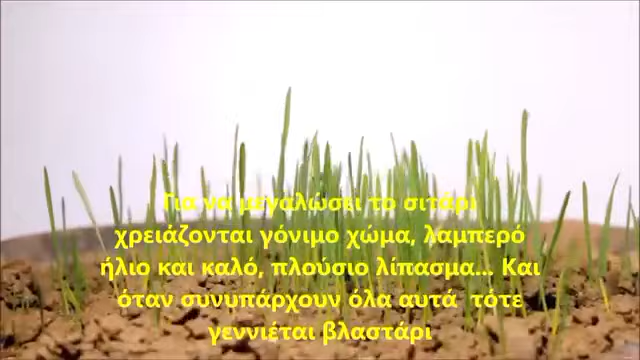 Για να μεγαλώσει το σιτάρι
χρειάζονται γόνιμο χώμα, λαμπερό
ήλιο και καλό, πλούσιο λίπασμα... Και
όταν συνυπάρχουν όλα αυτά  τότε
γεννιέται βλαστάρι